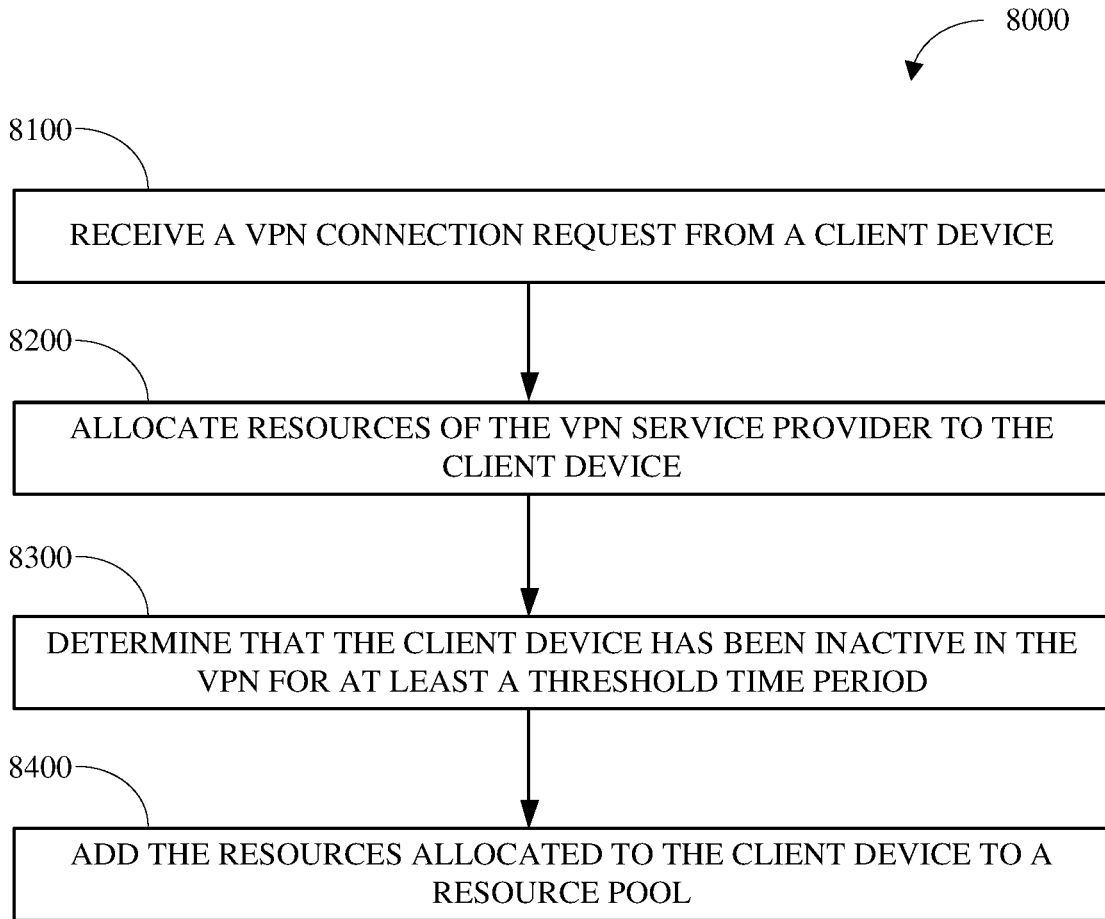 8000
8100
RECEIVE A VPN CONNECTION REQUEST FROM A CLIENT DEVICE
8200
ALLOCATE RESOURCES OF THE VPN SERVICE PROVIDER TO THE
CLIENT DEVICE
8300
DETERMINE THAT THE CLIENT DEVICE HAS BEEN INACTIVE IN THE
VPN FOR AT LEAST A THRESHOLD TIME PERIOD
8400
ADD THE RESOURCES ALLOCATED TO THE CLIENT DEVICE TO A
RESOURCE POOL